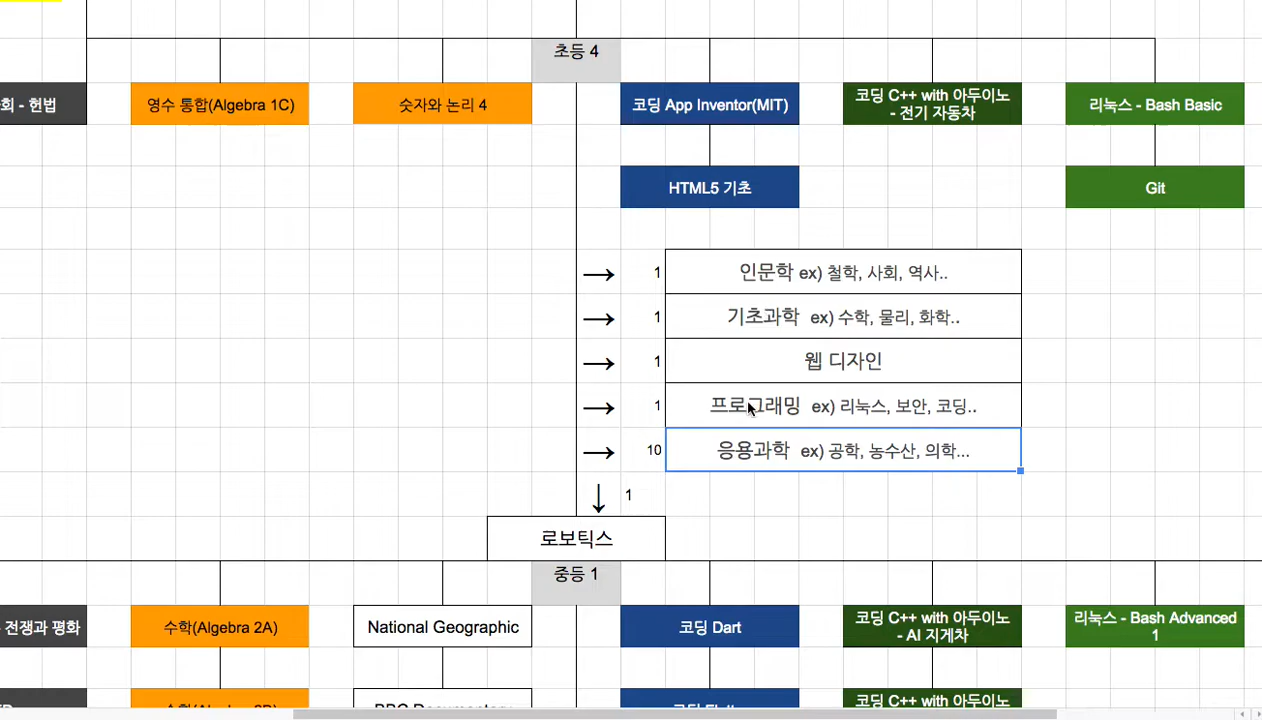 초등 4
회 - 헌법
영수 통합(Algebra 1C)
숫자와 논리 4
코딩 App Inventor(MIT)
코딩 C++ with 아두이노
- 전기 자동차
리눅스 - Bash Basic
HTML5 기초
Git
→ 1 인문학 ex) 철학, 사회, 역사..
→ 1 기초과학 ex) 수학, 물리, 화학..
→ 1 웹 디자인
→ 1 프로그래밍 ex) 리눅스, 보안, 코딩..
→ 10 응용과학 ex) 공학, 농수산, 의학...
↓ 1
로보틱스
중등 1
전쟁과 평화
수학(Algebra 2A)
National Geographic
코딩 Dart
코딩 C++ with 아두이노
- AI 지게차
리눅스 - Bash Advanced
1
수학(Algebra 2B)
BBC Documentary
코딩 C++ with 아두이노